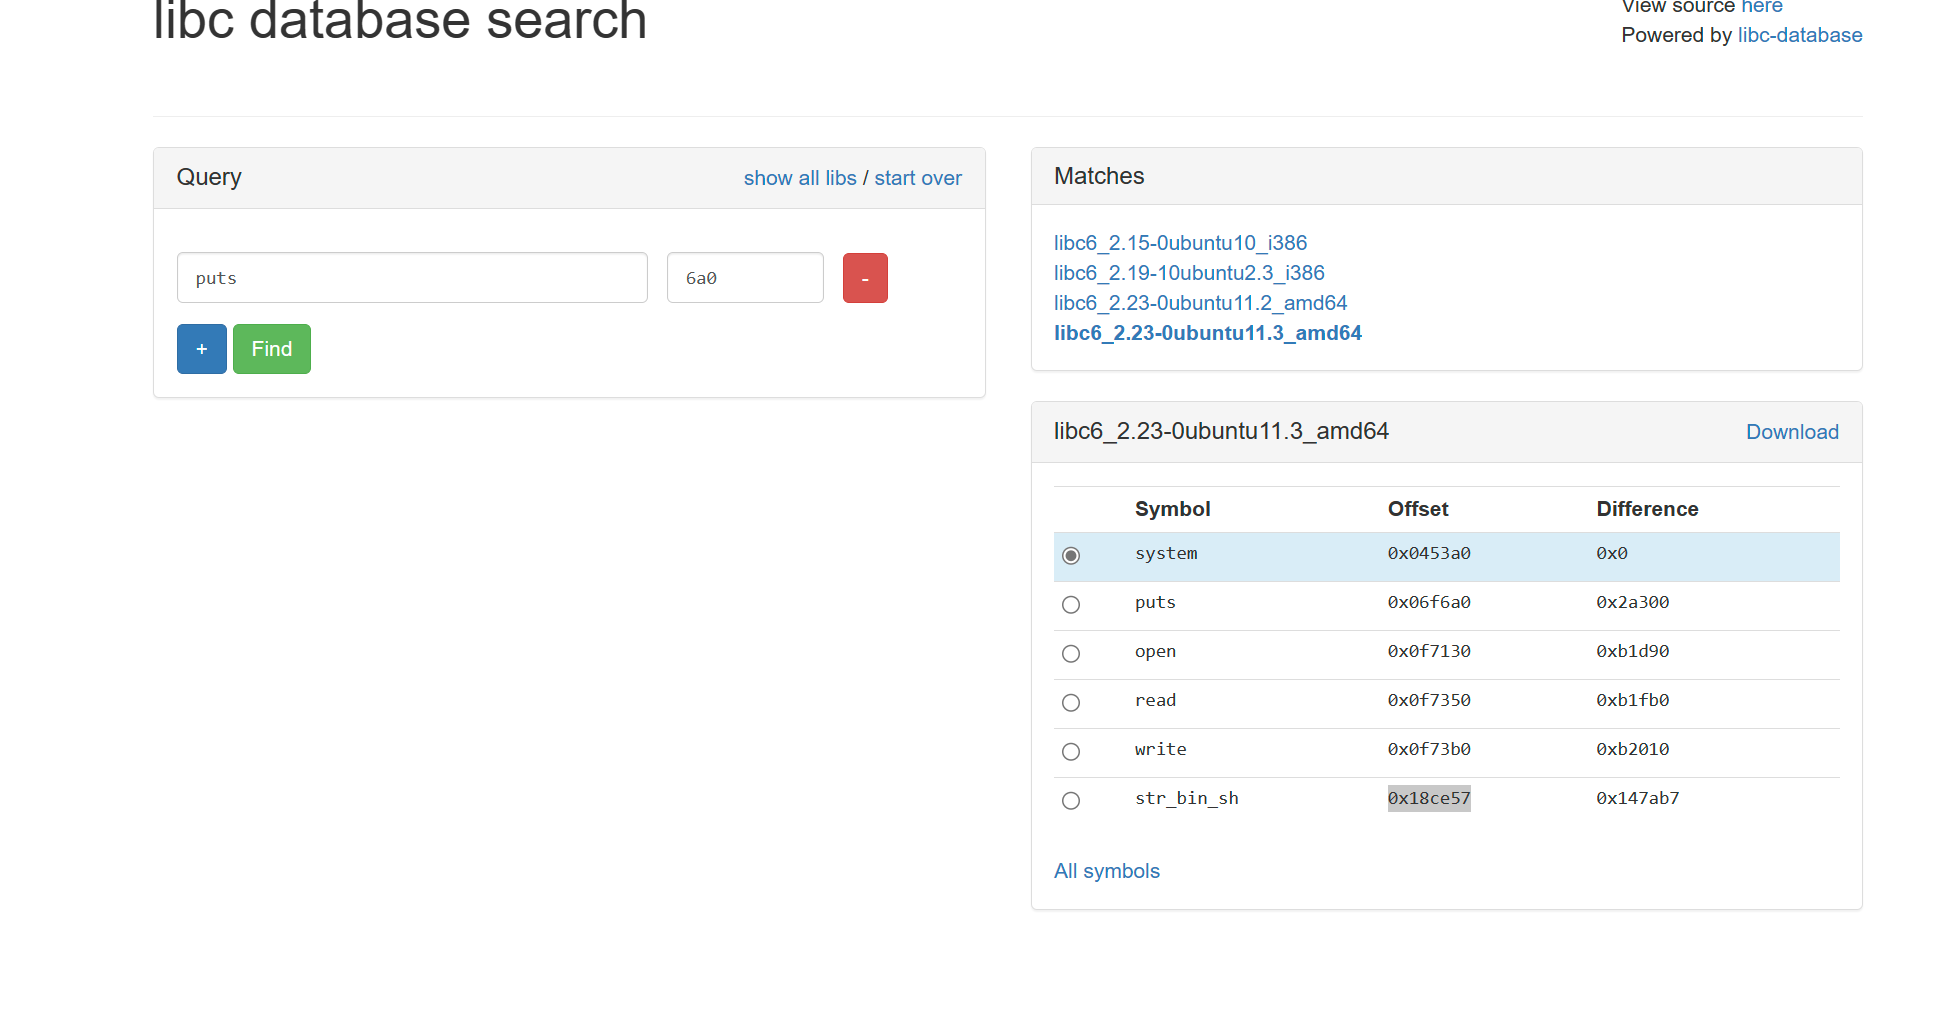 libc database search
View source here
Powered by libc-database
Query
show all libs / start over
puts
6a0
-
+
Find
Matches
libc6_2.15-0ubuntu10_i386
libc6_2.19-10ubuntu2.3_i386
libc6_2.23-0ubuntu11.2_amd64
libc6_2.23-0ubuntu11.3_amd64
libc6_2.23-0ubuntu11.3_amd64
Download
Symbol Offset Difference
system 0x0453a0 0x0
puts 0x06f6a0 0x2a300
open 0x0f7130 0xb1d90
read 0x0f7350 0xb1fb0
write 0x0f73b0 0xb2010
str_bin_sh 0x18ce57 0x147ab7
All symbols